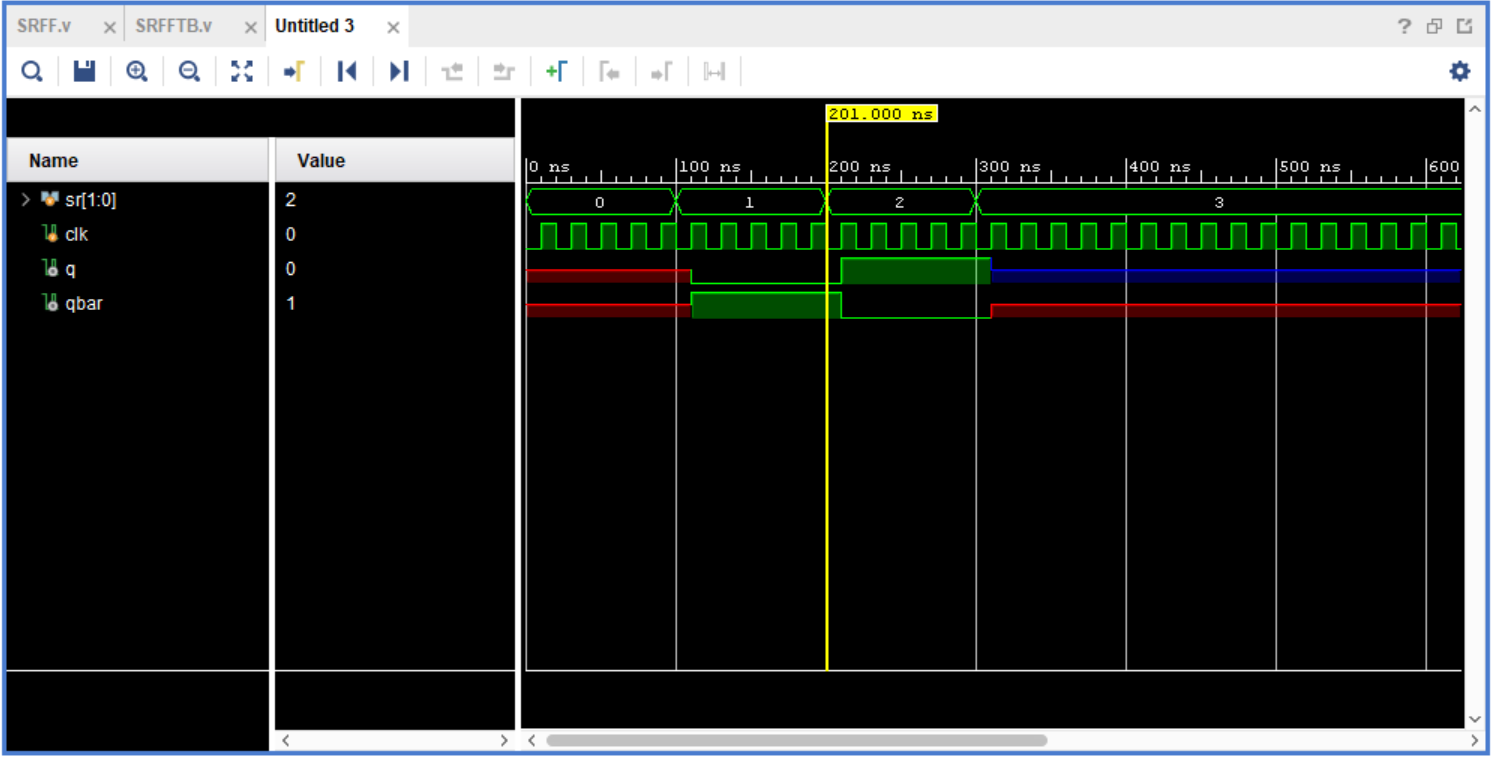 SRFF.v × SRFFTB.v × Untitled 3 × ?
201.000 ns
Name Value 0 ns 100 ns 200 ns 300 ns 400 ns 500 ns 600
sr[1:0] 2 0 1 2 3
clk 0
q 0
qbar 1